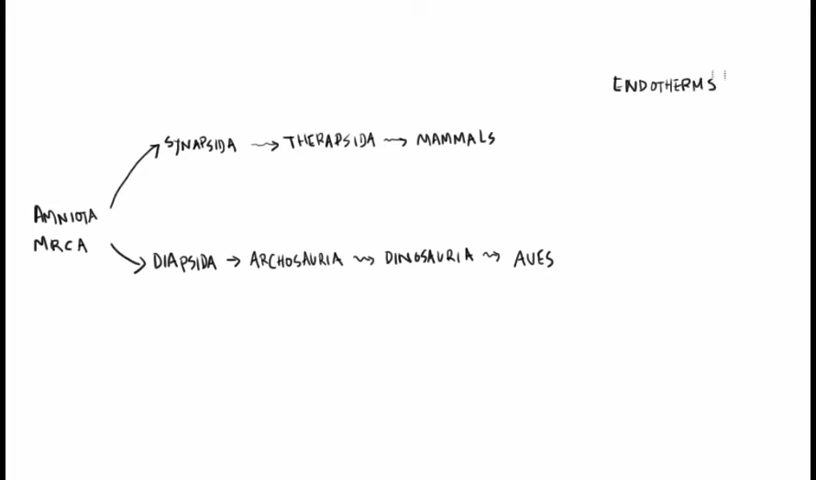 ENDOTHERMS
SYNAPSIDA → THERAPSIDA → MAMMALS
AMNIOTA
MRCA
DIAPSIDA → ARCHOSAURIA → DINOSAURIA → AVES